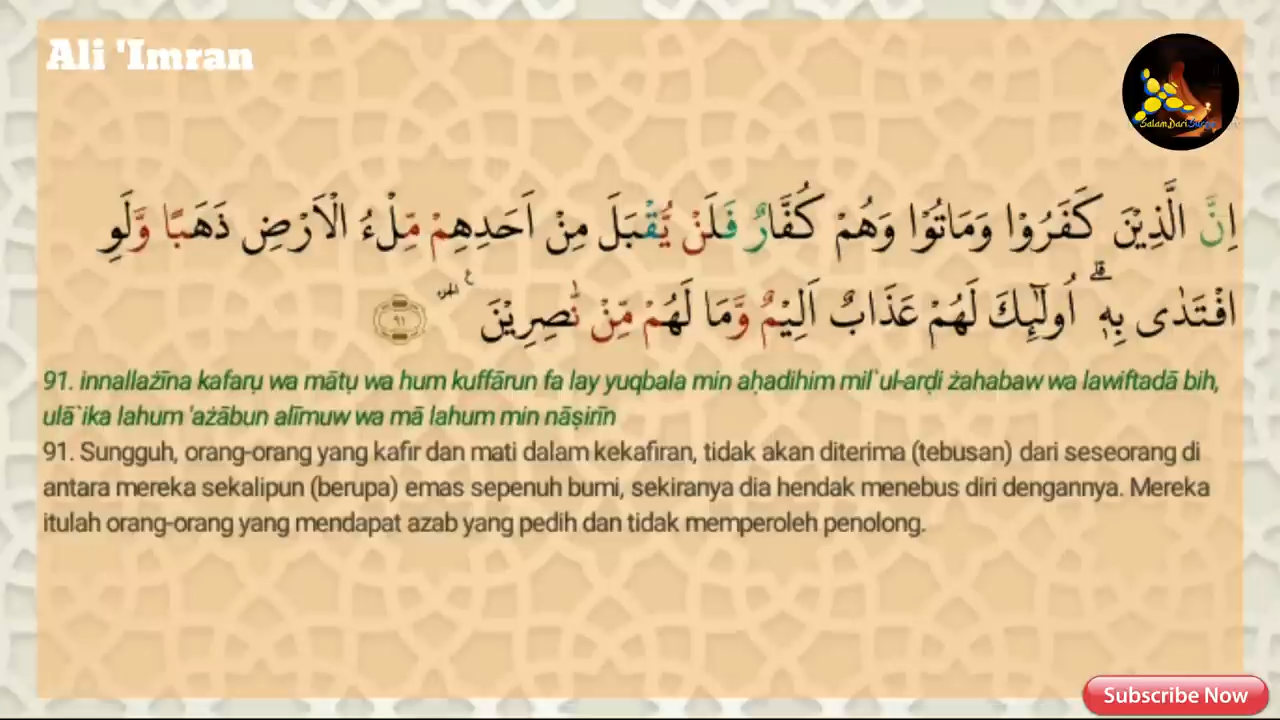 Ali 'Imran
Salam Dari Surga
اِنَّ الَّذِيْنَ كَفَرُوْا وَمَاتُوْا وَهُمْ كُفَّارٌ فَلَنْ يُّقْبَلَ مِنْ اَحَدِهِمْ مِّلْءُ الْاَرْضِ ذَهَبًا وَّلَوِ
افْتَدٰى بِهٖۗ اُولٰۤىِٕكَ لَهُمْ عَذَابٌ اَلِيْمٌ وَّمَا لَهُمْ مِّنْ نّٰصِرِيْنَ ࣖ ۔ ٩١
91. innallażīna kafarụ wa mātụ wa hum kuffārun fa lay yuqbala min aḥadihim mil`ul-arḍi żahabaw wa lawiftadā bih,
ulā`ika lahum 'ażābun alīmuw wa mā lahum min nāṣirīn
91. Sungguh, orang-orang yang kafir dan mati dalam kekafiran, tidak akan diterima (tebusan) dari seseorang di
antara mereka sekalipun (berupa) emas sepenuh bumi, sekiranya dia hendak menebus diri dengannya. Mereka
itulah orang-orang yang mendapat azab yang pedih dan tidak memperoleh penolong.
Subscribe Now